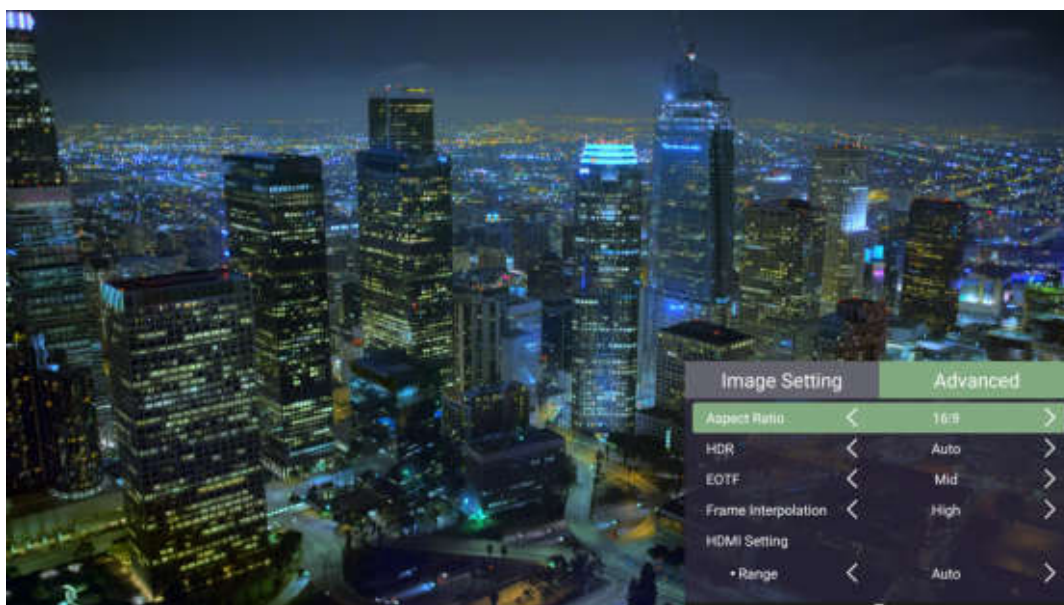 Image Setting Advanced
Aspect Ratio 16:9
HDR Auto
EOTF Mid
Frame Interpolation High
HDMI Setting
• Range Auto